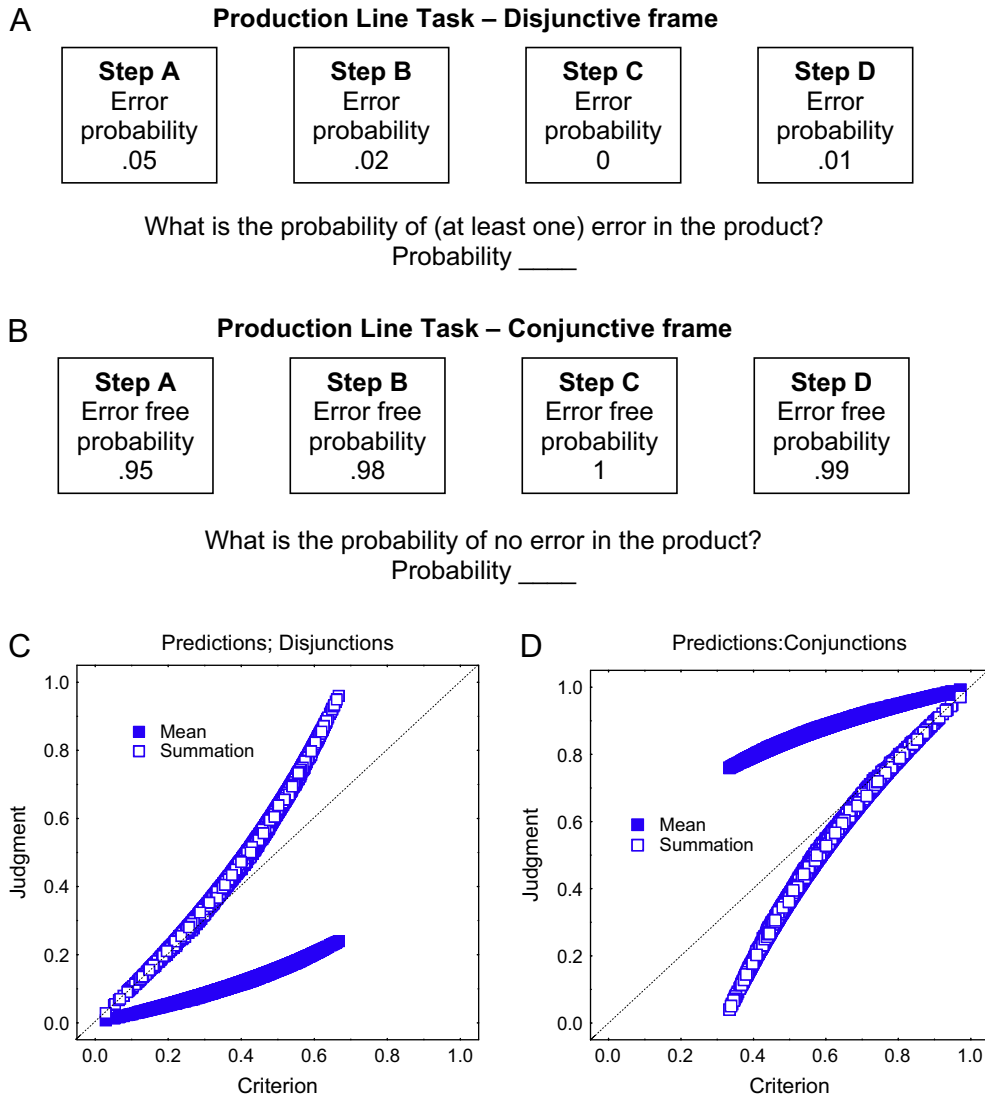 A
Production Line Task – Disjunctive frame
Step A
Error
probability
.05
Step B
Error
probability
.02
Step C
Error
probability
0
Step D
Error
probability
.01
What is the probability of (at least one) error in the product?
Probability ____
B
Production Line Task – Conjunctive frame
Step A
Error free
probability
.95
Step B
Error free
probability
.98
Step C
Error free
probability
1
Step D
Error free
probability
.99
What is the probability of no error in the product?
Probability ____
C
Predictions; Disjunctions
1.0
0.8
0.6
0.4
0.2
0.0
Judgment
Mean
Summation
0.0 0.2 0.4 0.6 0.8 1.0
Criterion
D
Predictions:Conjunctions
1.0
0.8
0.6
0.4
0.2
0.0
Judgment
Mean
Summation
0.0 0.2 0.4 0.6 0.8 1.0
Criterion